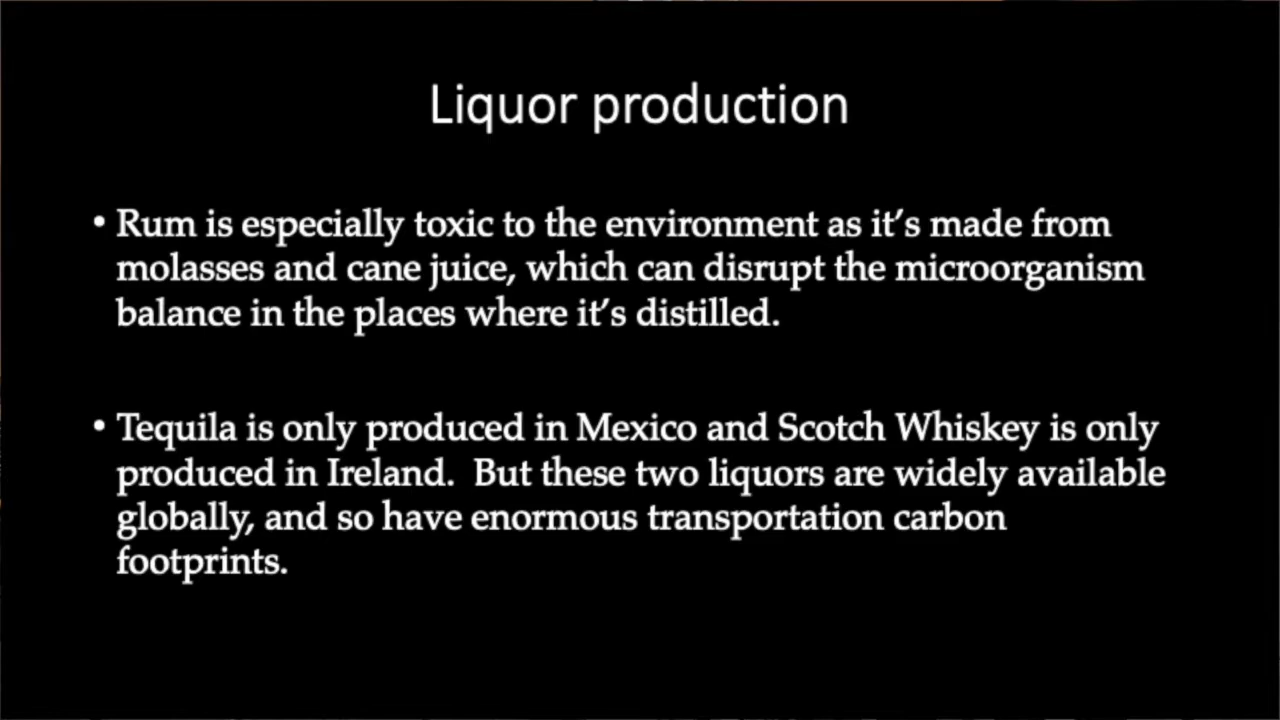 Liquor production
• Rum is especially toxic to the environment as it’s made from
molasses and cane juice, which can disrupt the microorganism
balance in the places where it’s distilled.
• Tequila is only produced in Mexico and Scotch Whiskey is only
produced in Ireland.  But these two liquors are widely available
globally, and so have enormous transportation carbon
footprints.